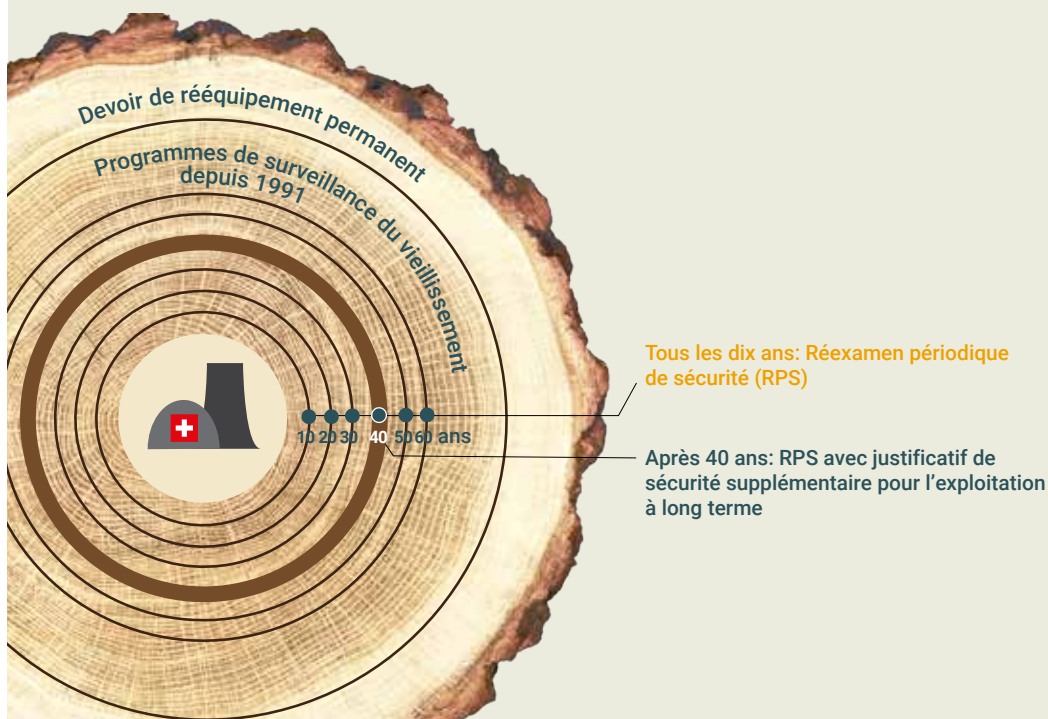 Devoir de rééquipement permanent
Programmes de surveillance du vieillissement
depuis 1991
10 20 30 40 50 60 ans
Tous les dix ans: Réexamen périodique
de sécurité (RPS)
Après 40 ans: RPS avec justificatif de
sécurité supplémentaire pour l’exploitation
à long terme